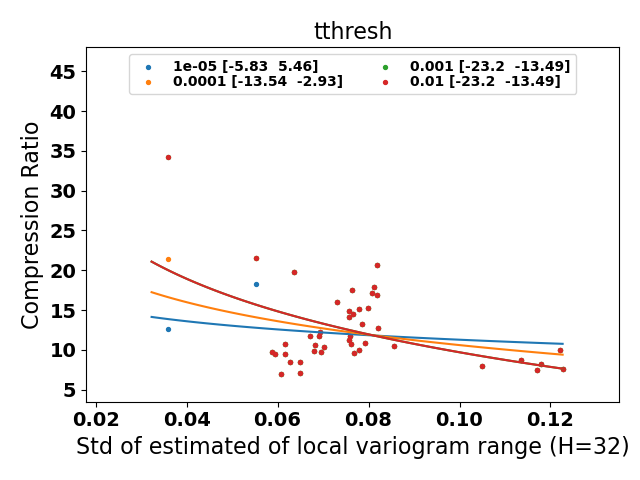 tthresh
1e-05 [-5.83  5.46]
0.0001 [-13.54  -2.93]
0.001 [-23.2  -13.49]
0.01 [-23.2  -13.49]
Compression Ratio
45
40
35
30
25
20
15
10
5
0.02 0.04 0.06 0.08 0.10 0.12
Std of estimated of local variogram range (H=32)